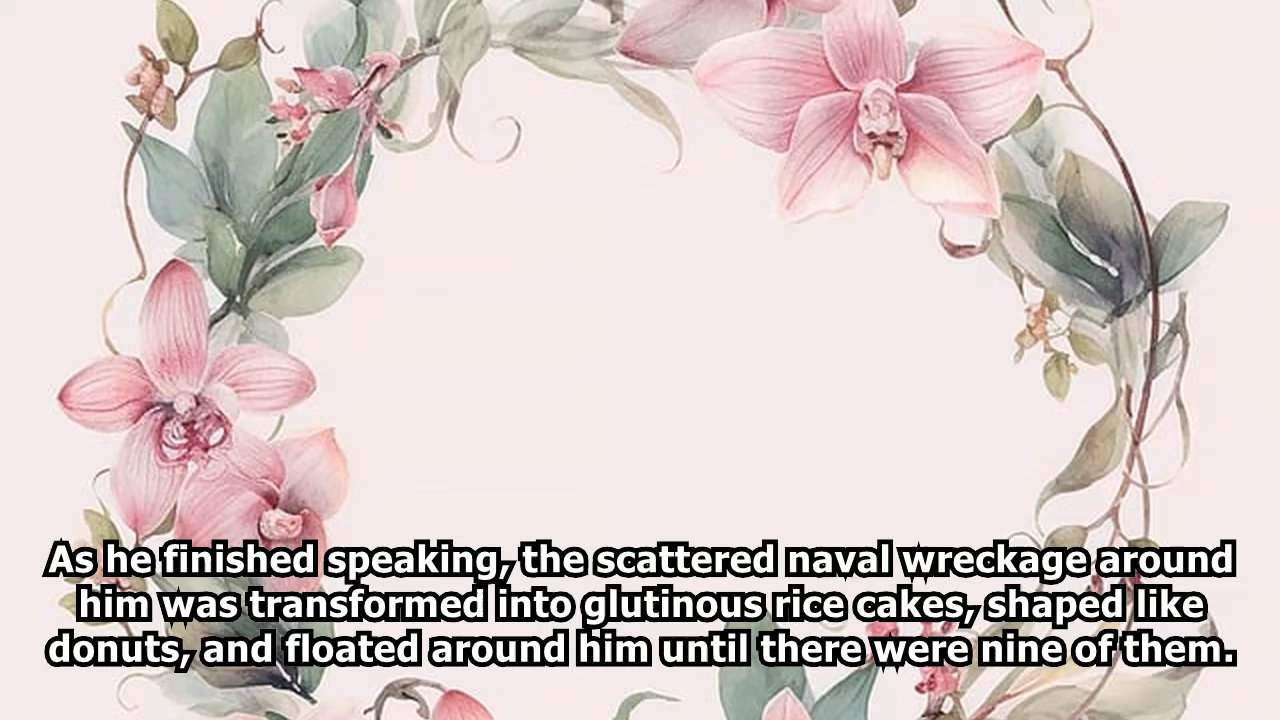 As he finished speaking, the scattered naval wreckage around
him was transformed into glutinous rice cakes, shaped like
donuts, and floated around him until there were nine of them.